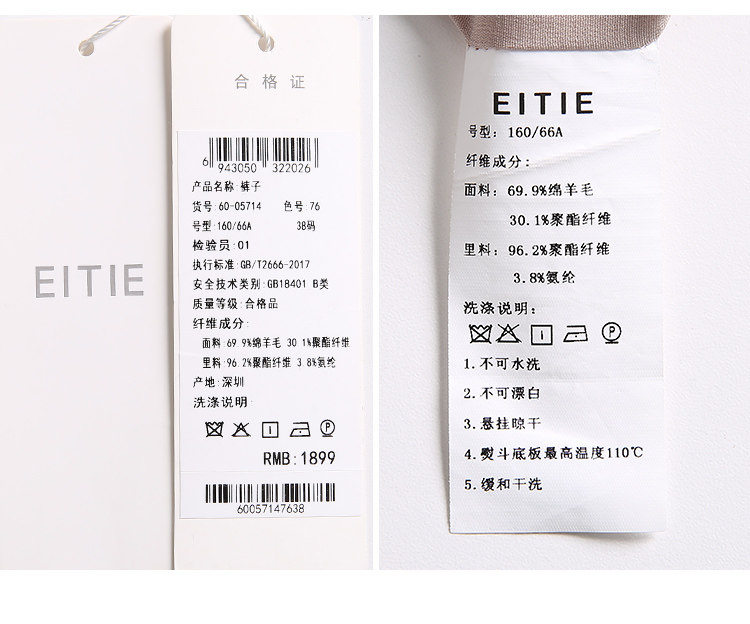 EITIE
合格证
6 943050 322026
产品名称:裤子
货号:60-05714 色号:76
号型:160/66A 38码
检验员:01
执行标准:GB/T2666-2017
安全技术类别:GB18401 B类
质量等级:合格品
纤维成分:
面料:69.9%绵羊毛 30.1%聚酯纤维
里料:96.2%聚酯纤维 3.8%氨纶
产地:深圳
洗涤说明:
P
RMB:1899
60057147638
EITIE
号型:160/66A
纤维成分:
面料:69.9%绵羊毛
30.1%聚酯纤维
里料:96.2%聚酯纤维
3.8%氨纶
洗涤说明:
P
1.不可水洗
2.不可漂白
3.悬挂晾干
4.熨斗底板最高温度110℃
5.缓和干洗